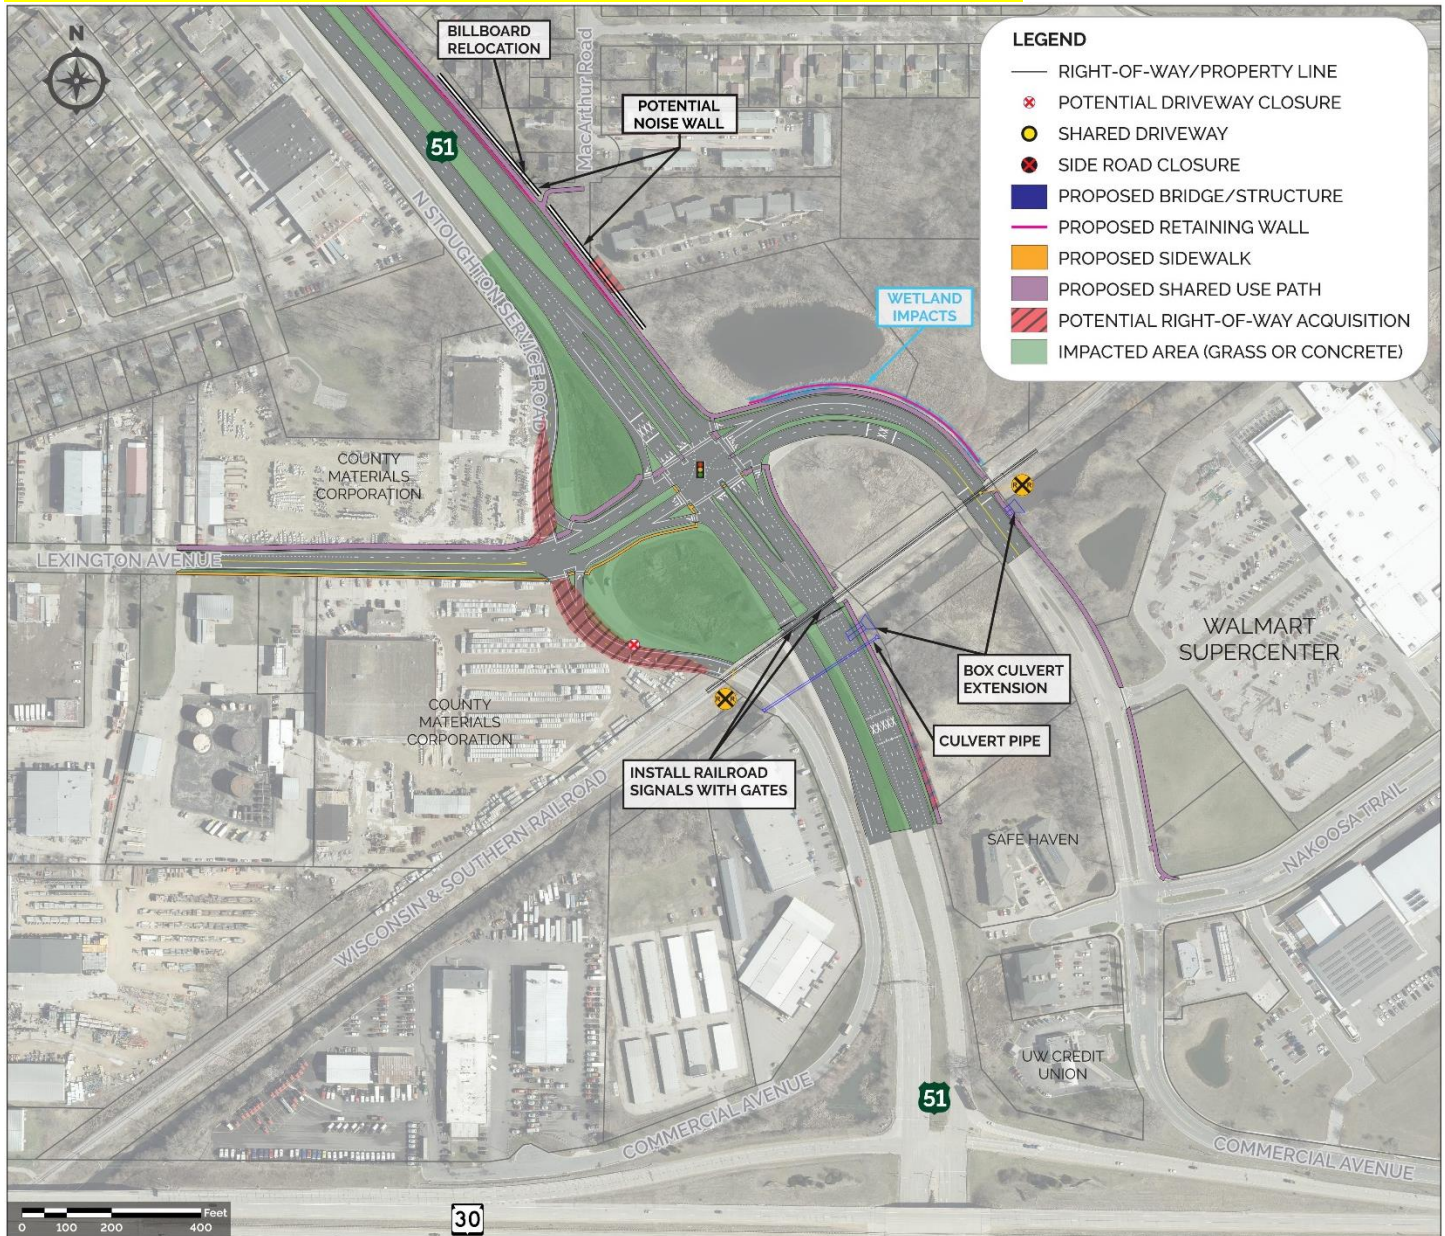 N
BILLBOARD
RELOCATION
MacArthur Road
POTENTIAL
NOISE WALL
51
N STOUGHTON SERVICE ROAD
WETLAND
IMPACTS
LEGEND
RIGHT-OF-WAY/PROPERTY LINE
POTENTIAL DRIVEWAY CLOSURE
SHARED DRIVEWAY
SIDE ROAD CLOSURE
PROPOSED BRIDGE/STRUCTURE
PROPOSED RETAINING WALL
PROPOSED SIDEWALK
PROPOSED SHARED USE PATH
POTENTIAL RIGHT-OF-WAY ACQUISITION
IMPACTED AREA (GRASS OR CONCRETE)
COUNTY
MATERIALS
CORPORATION
R R
LEXINGTON AVENUE
WALMART
SUPERCENTER
BOX CULVERT
EXTENSION
COUNTY
MATERIALS
CORPORATION
R R
CULVERT PIPE
INSTALL RAILROAD
SIGNALS WITH GATES
WISCONSIN & SOUTHERN RAILROAD
SAFE HAVEN
NAKOOSA TRAIL
UW CREDIT
UNION
51
COMMERCIAL AVENUE
COMMERCIAL AVENUE
30
Feet
0 100 200 400